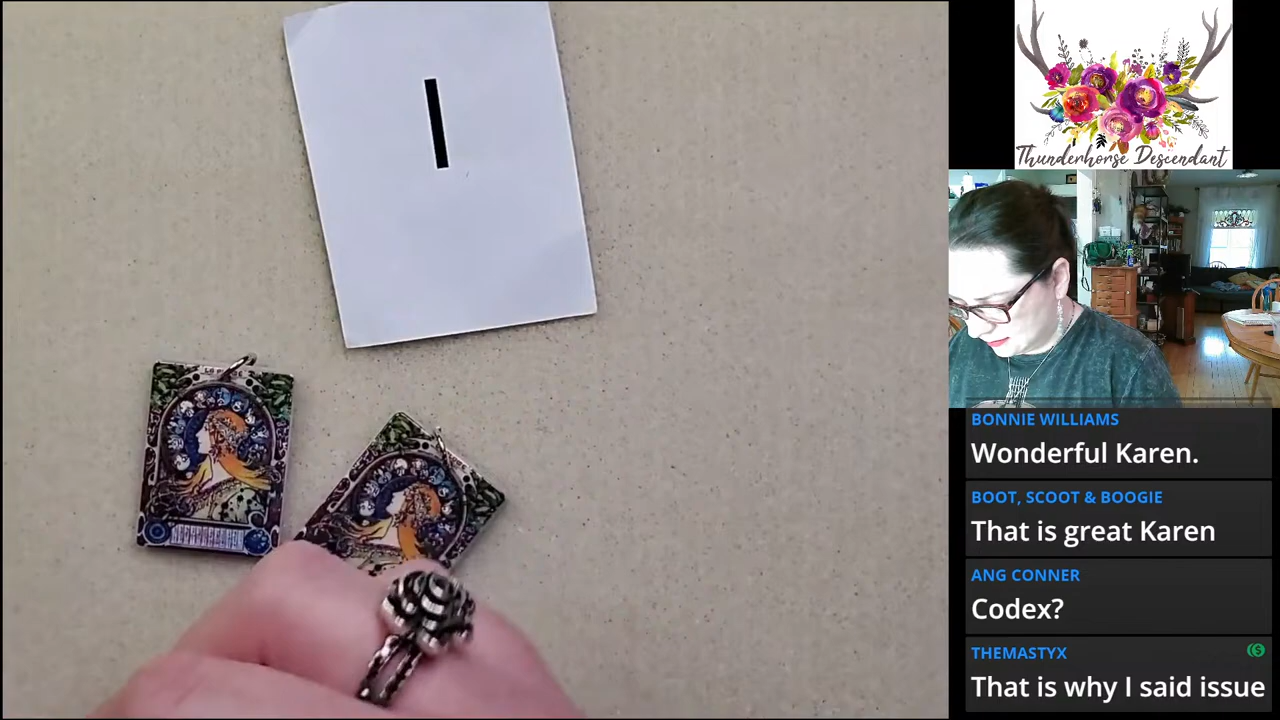 Thunderhorse Descendant
BONNIE WILLIAMS
Wonderful Karen.
BOOT, SCOOT & BOOGIE
That is great Karen
ANG CONNER
Codex?
THEMASTYX
That is why I said issue